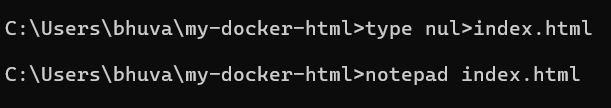 C:\Users\bhuva\my-docker-html>type nul>index.html
C:\Users\bhuva\my-docker-html>notepad index.html